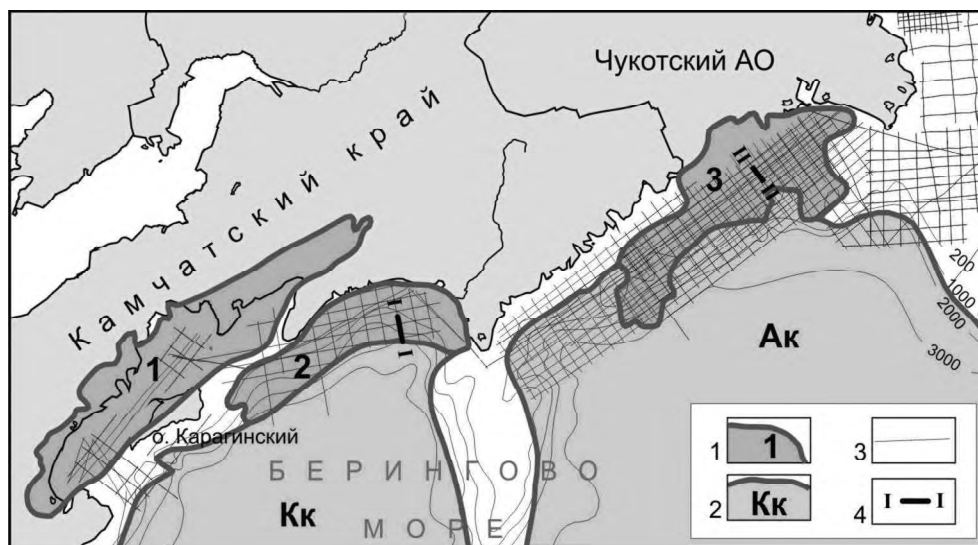 Чукотский АО
Камчатский край
II
3
II
200
1000
2000
3000
Ак
I
1
2
I
о. Карагинский
БЕРИНГОВО
МОРЕ
Кк
1 1 3
2 Кк 4 I I